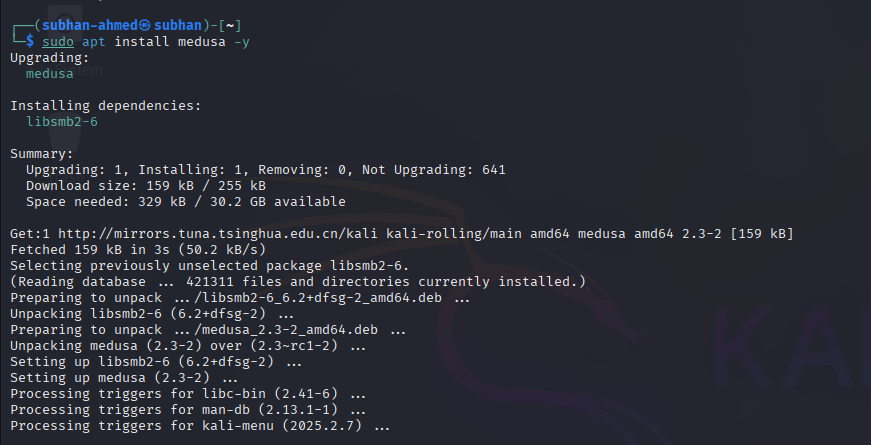 ┌──(subhan-ahmed㉿subhan)-[~]
└─$ sudo apt install medusa -y
Upgrading:
  medusa

Installing dependencies:
  libsmb2-6

Summary:
  Upgrading: 1, Installing: 1, Removing: 0, Not Upgrading: 641
  Download size: 159 kB / 255 kB
  Space needed: 329 kB / 30.2 GB available

Get:1 http://mirrors.tuna.tsinghua.edu.cn/kali kali-rolling/main amd64 medusa amd64 2.3-2 [159 kB]
Fetched 159 kB in 3s (50.2 kB/s)
Selecting previously unselected package libsmb2-6.
(Reading database ... 421311 files and directories currently installed.)
Preparing to unpack .../libsmb2-6_6.2+dfsg-2_amd64.deb ...
Unpacking libsmb2-6 (6.2+dfsg-2) ...
Preparing to unpack .../medusa_2.3-2_amd64.deb ...
Unpacking medusa (2.3-2) over (2.3~rc1-2) ...
Setting up libsmb2-6 (6.2+dfsg-2) ...
Setting up medusa (2.3-2) ...
Processing triggers for libc-bin (2.41-6) ...
Processing triggers for man-db (2.13.1-1) ...
Processing triggers for kali-menu (2025.2.7) ...